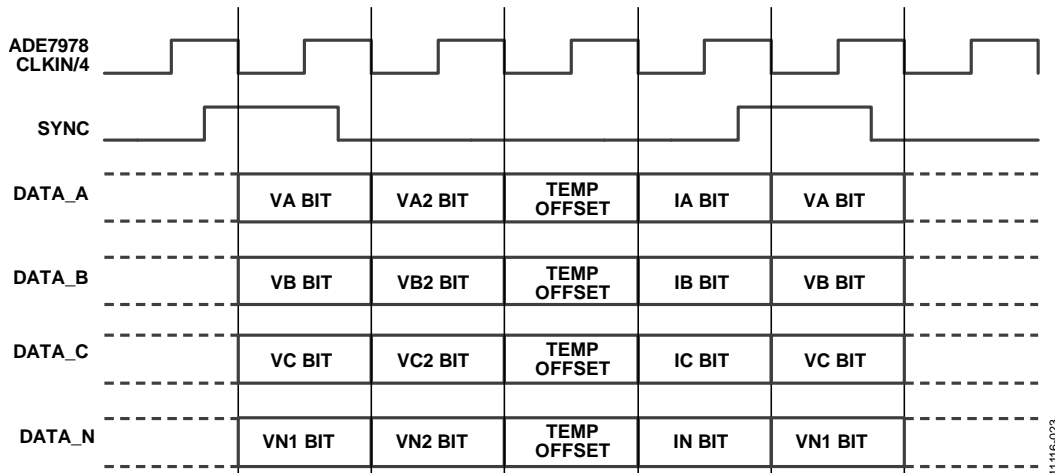 ADE7978
CLKIN/4
SYNC
DATA_A
VA BIT
VA2 BIT
TEMP
OFFSET
IA BIT
VA BIT
DATA_B
VB BIT
VB2 BIT
TEMP
OFFSET
IB BIT
VB BIT
DATA_C
VC BIT
VC2 BIT
TEMP
OFFSET
IC BIT
VC BIT
DATA_N
VN1 BIT
VN2 BIT
TEMP
OFFSET
IN BIT
VN1 BIT
11116-023